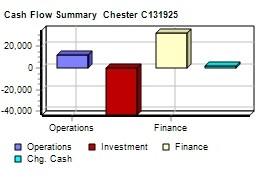 Cash Flow Summary Chester C131925
20,000
0
-20,000
-40,000
Operations Finance
Operations Investment Finance
Chg. Cash